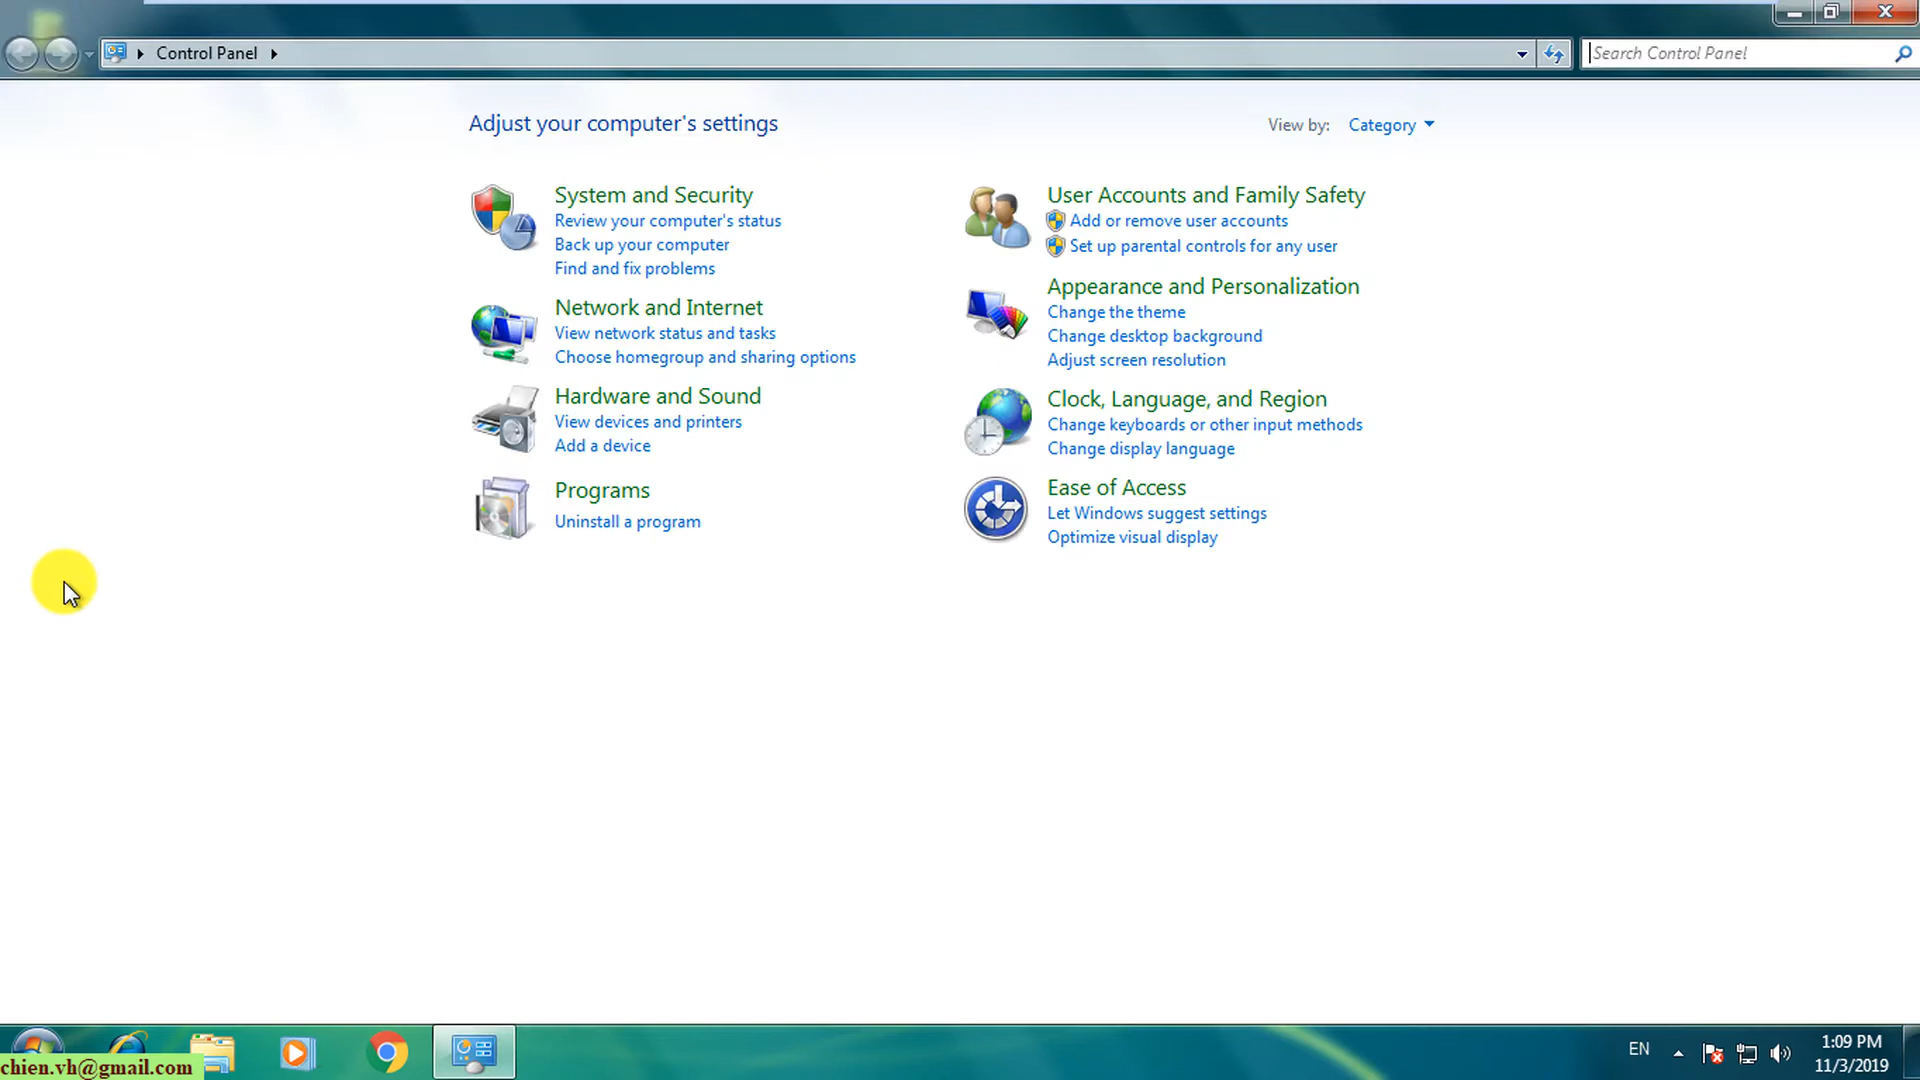 Control Panel
Search Control Panel
Adjust your computer's settings
View by: Category
System and Security
Review your computer's status
Back up your computer
Find and fix problems
Network and Internet
View network status and tasks
Choose homegroup and sharing options
Hardware and Sound
View devices and printers
Add a device
Programs
Uninstall a program
User Accounts and Family Safety
Add or remove user accounts
Set up parental controls for any user
Appearance and Personalization
Change the theme
Change desktop background
Adjust screen resolution
Clock, Language, and Region
Change keyboards or other input methods
Change display language
Ease of Access
Let Windows suggest settings
Optimize visual display
chien.vh@gmail.com
EN
1:09 PM
11/3/2019